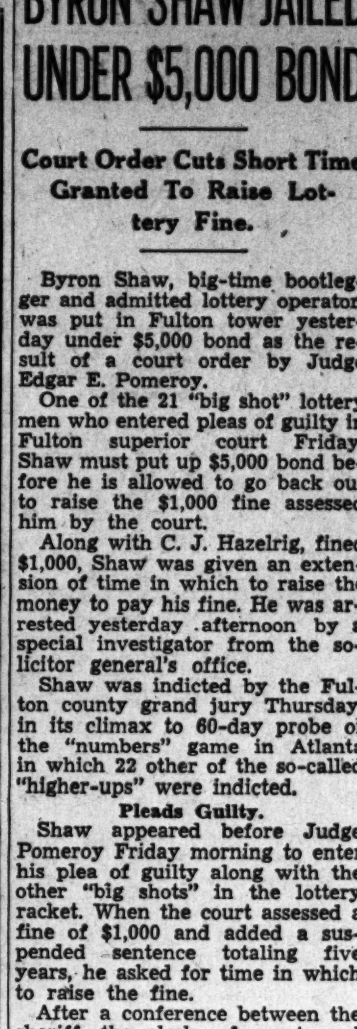 BYRON SHAW JAILED
UNDER $5,000 BOND
Court Order Cuts Short Time
Granted To Raise Lot-
tery Fine.
Byron Shaw, big-time bootleg-
ger and admitted lottery operator
was put in Fulton tower yester-
day under $5,000 bond as the re-
sult of a court order by Judge
Edgar E. Pomeroy.
One of the 21 "big shot" lottery
men who entered pleas of guilty in
Fulton superior court Friday
Shaw must put up $5,000 bond be-
fore he is allowed to go back out
to raise the $1,000 fine assessed
him by the court.
Along with C. J. Hazelrig, fined
$1,000, Shaw was given an exten-
sion of time in which to raise the
money to pay his fine. He was ar-
rested yesterday afternoon by a
special investigator from the so-
licitor general's office.
Shaw was indicted by the Ful-
ton county grand jury Thursday
in its climax to 60-day probe of
the "numbers" game in Atlanta
in which 22 other of the so-called
"higher-ups" were indicted.
Pleads Guilty.
Shaw appeared before Judge
Pomeroy Friday morning to enter
his plea of guilty along with the
other "big shots" in the lottery
racket. When the court assessed a
fine of $1,000 and added a sus-
pended sentence totaling five
years, he asked for time in which
to raise the fine.
After a conference between the